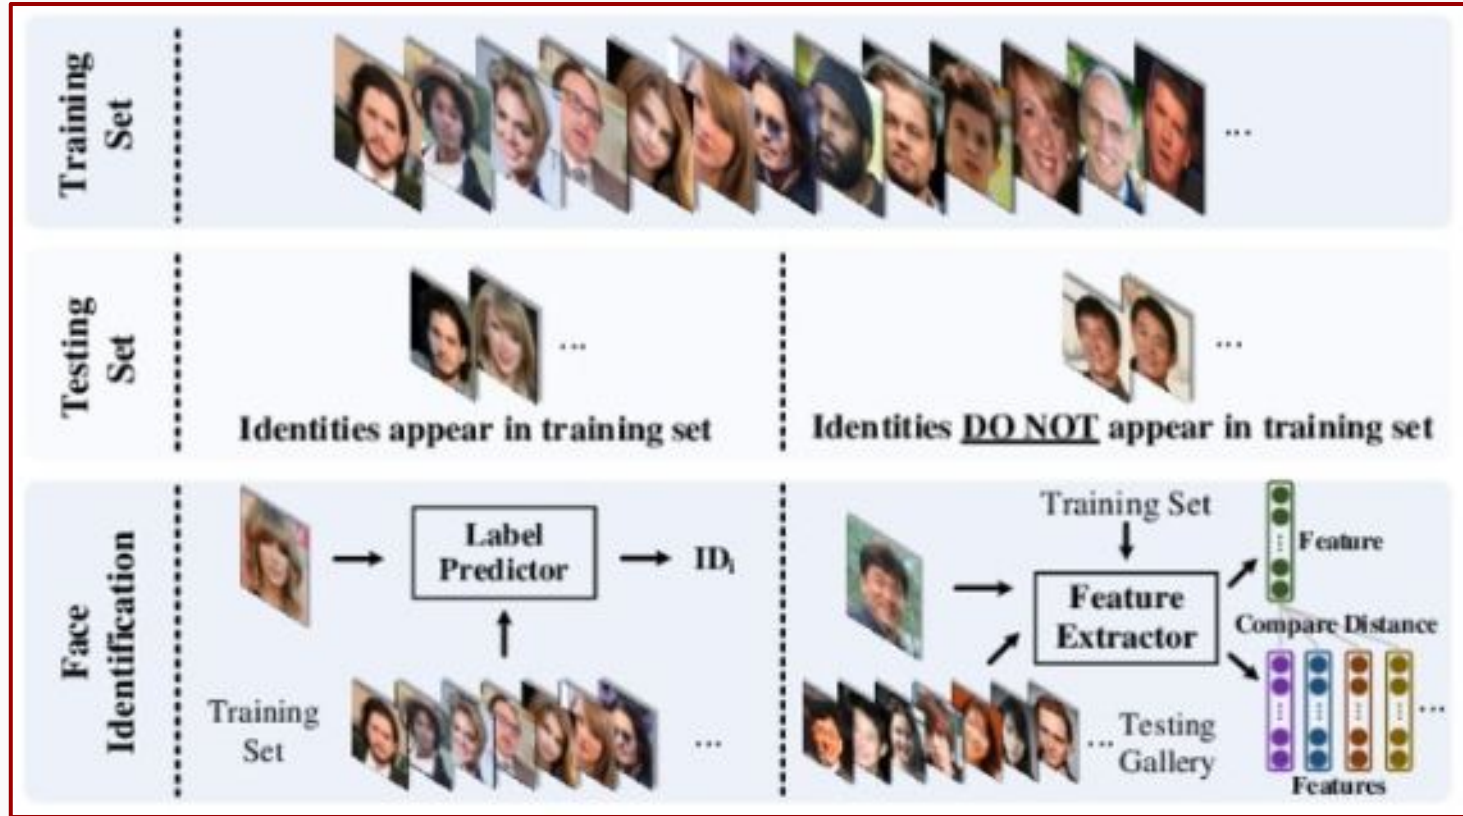 Training
Set
...
Testing
Set
...
Identities appear in training set
...
Identities DO NOT appear in training set
Face
Identification
Label
Predictor
IDi
Training
Set
...
Training Set
Feature
Extractor
...
Feature
Compare Distance
...
Testing
Gallery
...
...
...
...
...
Features